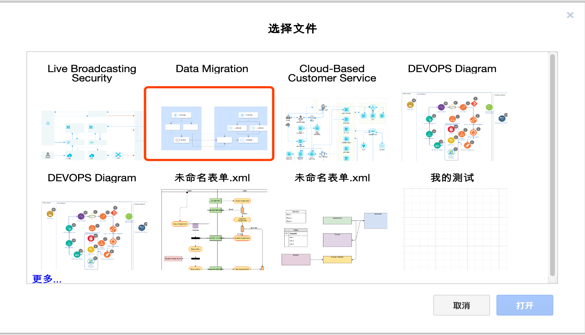 选择文件
Live Broadcasting
Security
Data Migration
Cloud-Based
Customer Service
DEVOPS Diagram
DEVOPS Diagram
未命名表单.xml
未命名表单.xml
我的测试
更多...
取消
打开